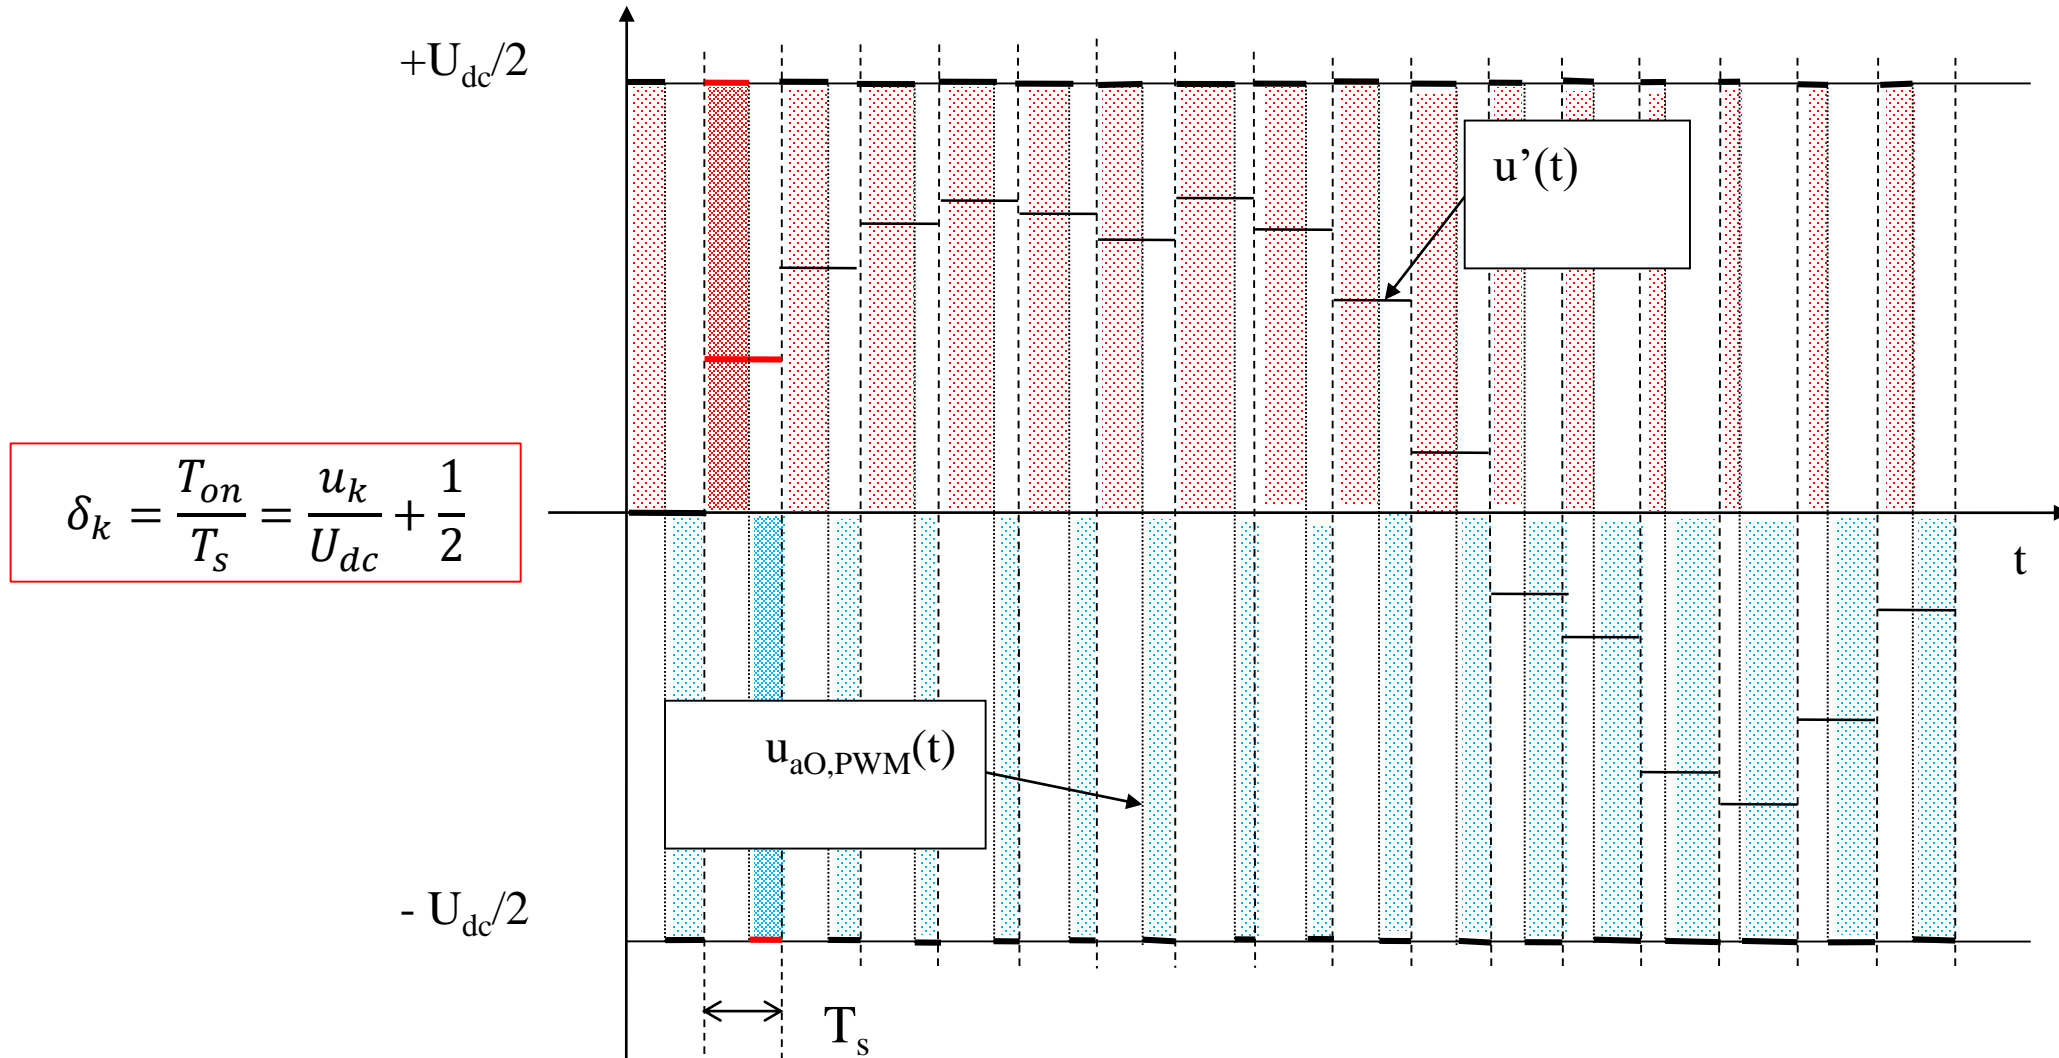 +U_dc/2
u’(t)
δ_k = T_on/T_s = u_k/U_dc + 1/2
t
u_aO,PWM(t)
- U_dc/2
T_s